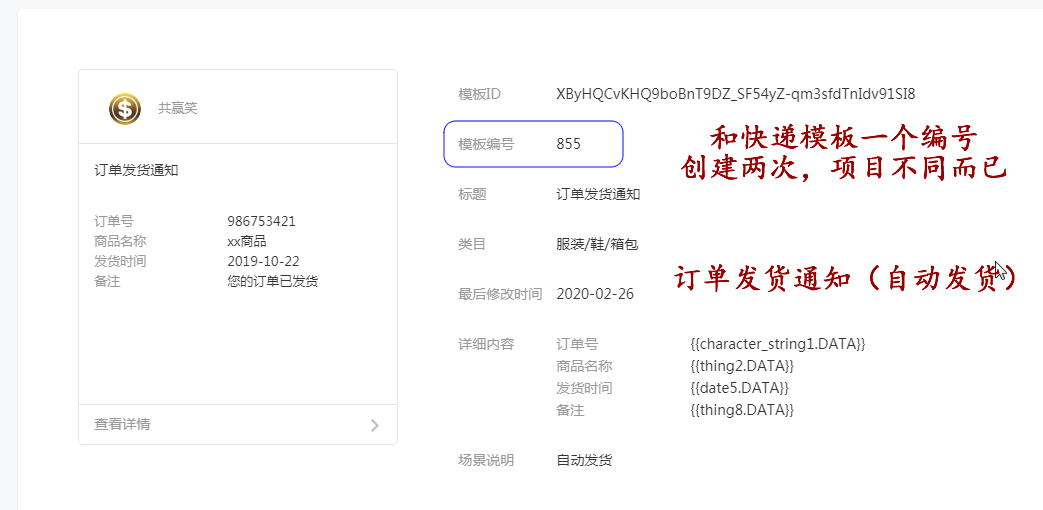 共赢笑
订单发货通知
订单号 986753421
商品名称 xx商品
发货时间 2019-10-22
备注 您的订单已发货
查看详情
模板ID XByHQCvKHQ9boBnT9DZ_SF54yZ-qm3sfdTnIdv91SI8
模板编号 855
和快递模板一个编号
创建两次，项目不同而已
标题 订单发货通知
类目 服装/鞋/箱包
订单发货通知（自动发货）
最后修改时间 2020-02-26
详细内容 订单号 {{character_string1.DATA}}
商品名称 {{thing2.DATA}}
发货时间 {{date5.DATA}}
备注 {{thing8.DATA}}
场景说明 自动发货